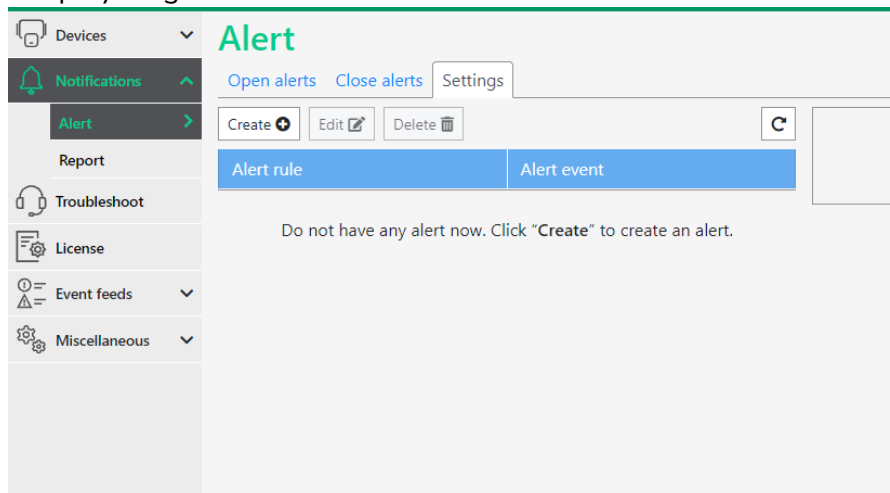 Devices
Notifications
Alert
Report
Troubleshoot
License
Event feeds
Miscellaneous
Alert
Open alerts Close alerts Settings
Create Edit Delete
Alert rule Alert event
Do not have any alert now. Click "Create" to create an alert.